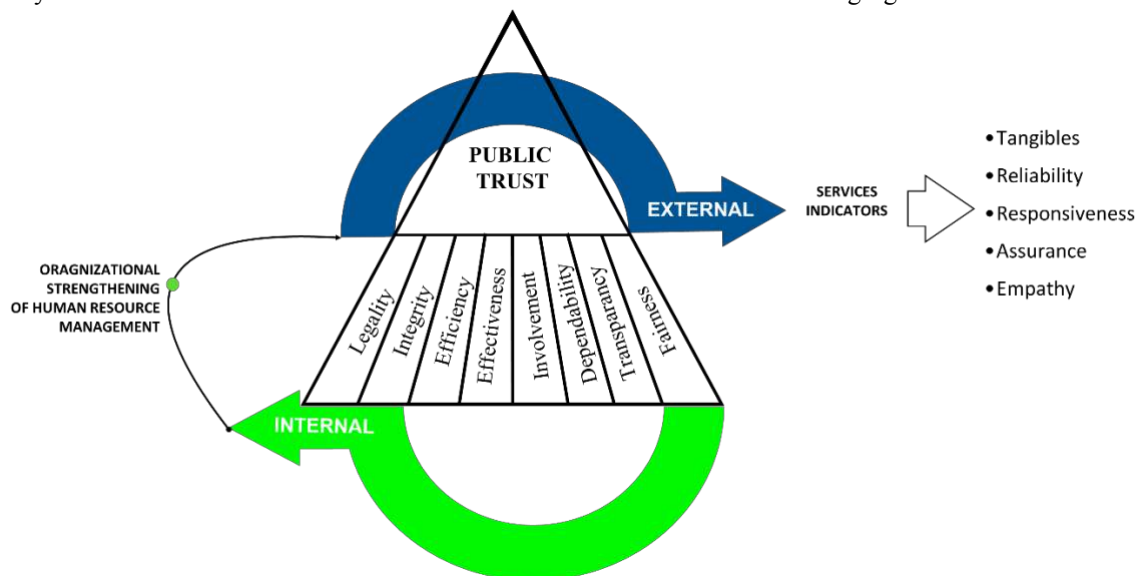 PUBLIC
TRUST
EXTERNAL
SERVICES
INDICATORS
•Tangibles
•Reliability
•Responsiveness
•Assurance
•Empathy
ORAGNIZATIONAL
STRENGTHENING
OF HUMAN RESOURCE
MANAGEMENT
Legality
Integrity
Efficiency
Effectiveness
Involvement
Dependability
Transparancy
Fairness
INTERNAL